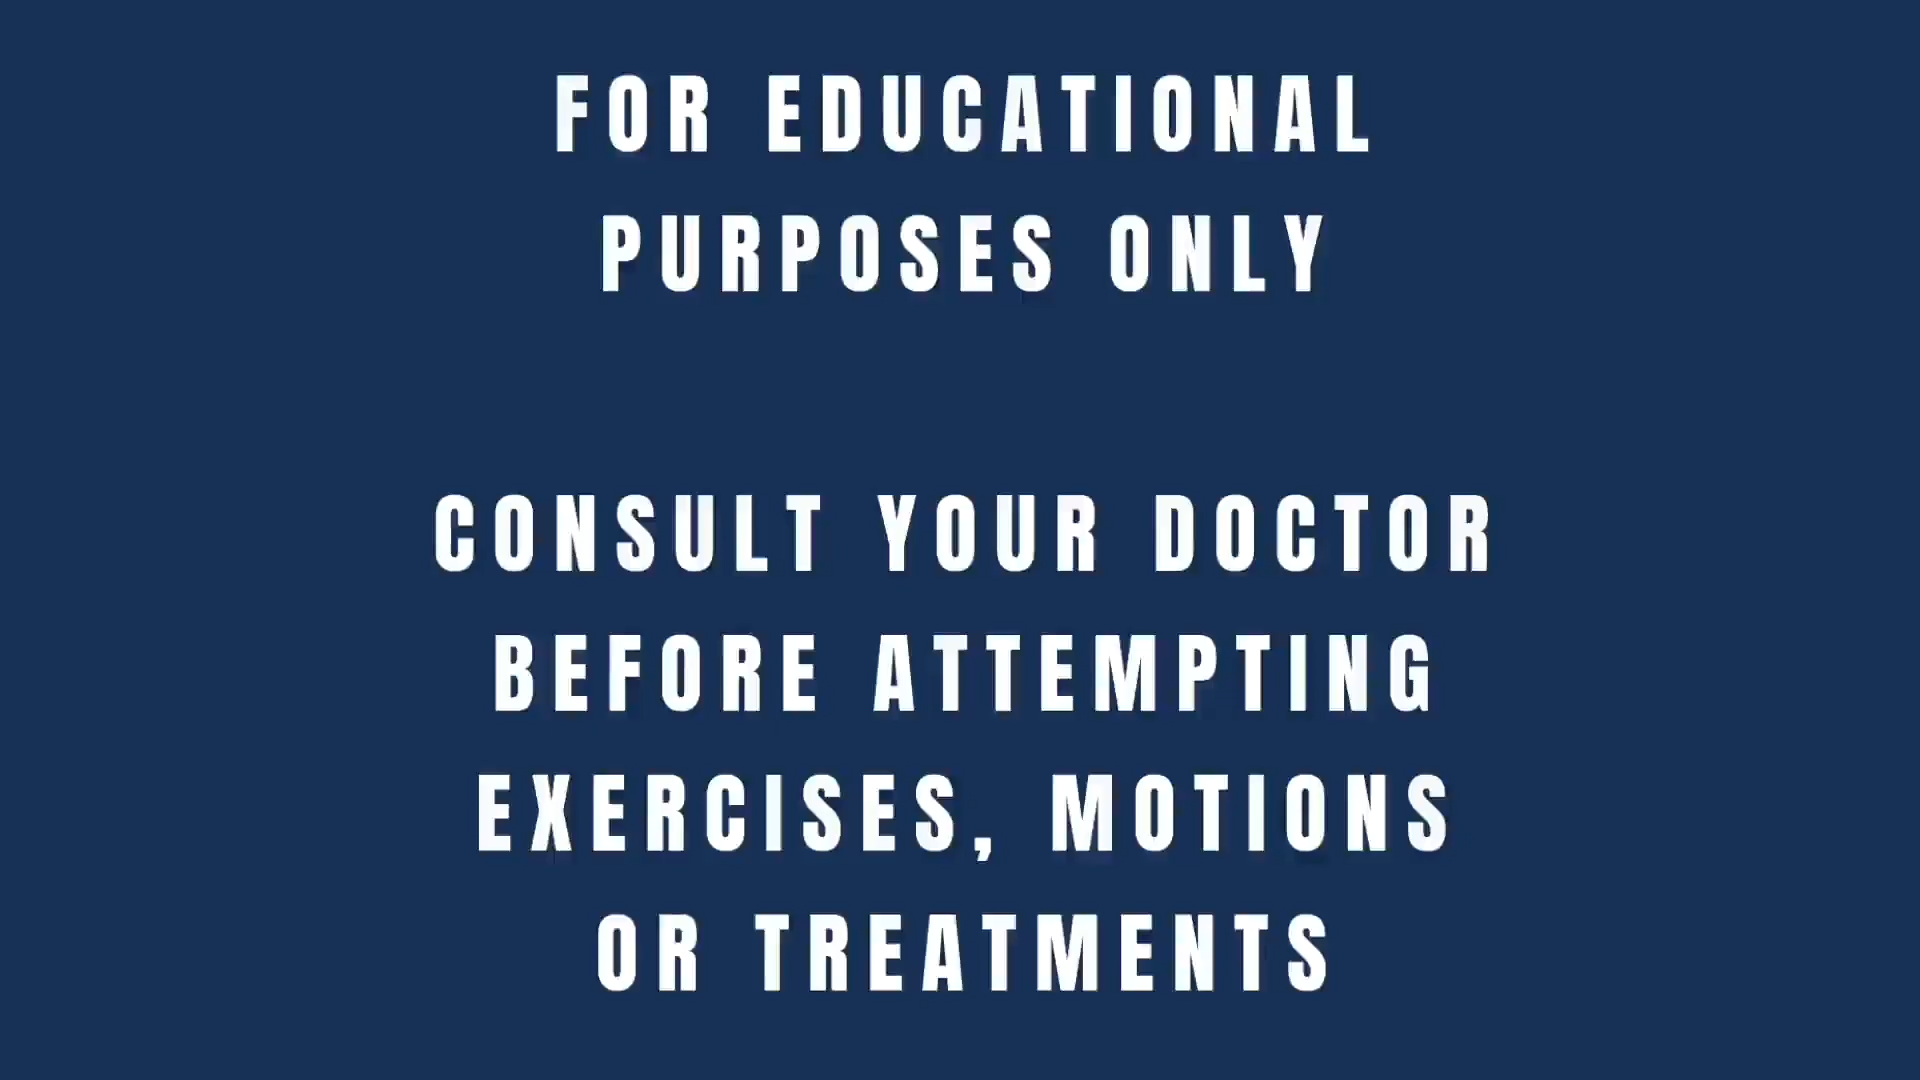 FOR EDUCATIONAL
PURPOSES ONLY
CONSULT YOUR DOCTOR
BEFORE ATTEMPTING
EXERCISES, MOTIONS
OR TREATMENTS